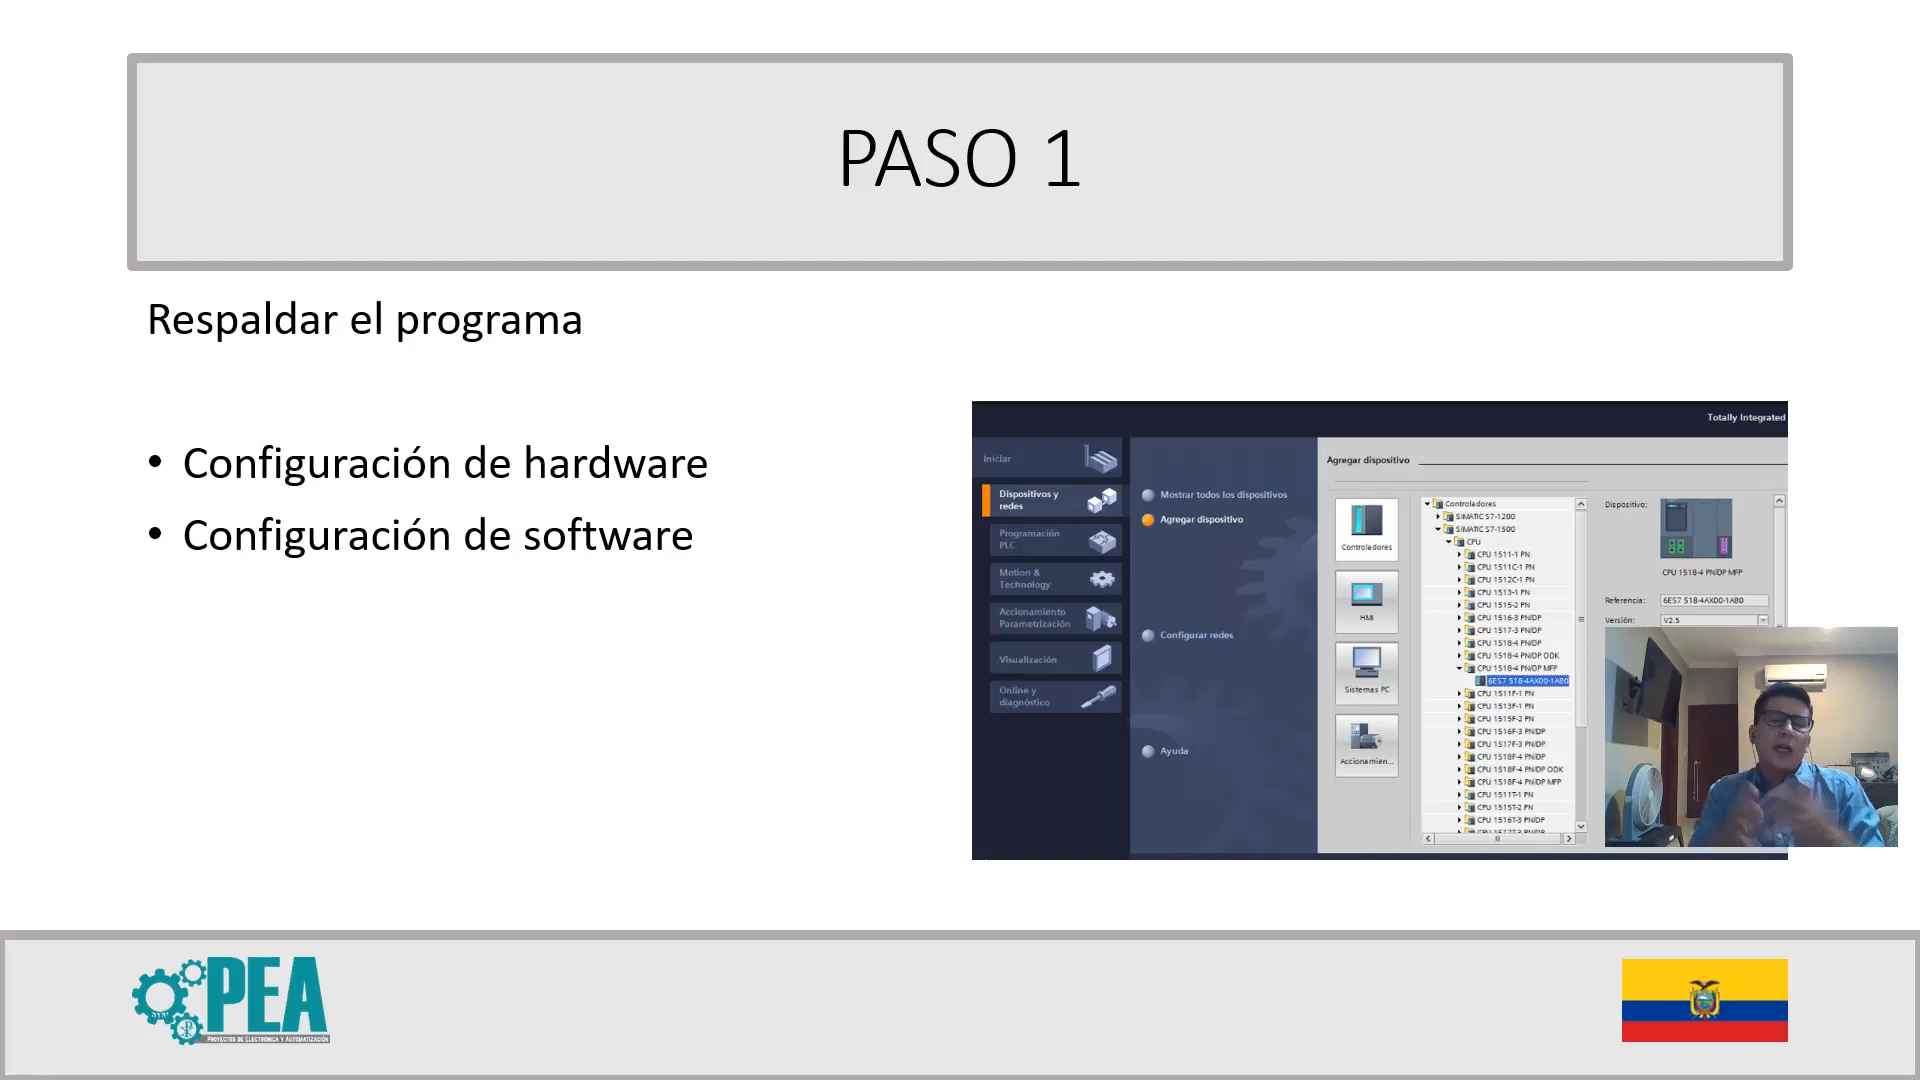 PASO 1
Respaldar el programa
• Configuración de hardware
• Configuración de software
Totally Integrated
Iniciar
Dispositivos y
redes
Programación
PLC
Motion &
Technology
Accionamiento
Parametrización
Visualización
Online y
diagnóstico
Mostrar todos los dispositivos
Agregar dispositivo
Configurar redes
Ayuda
Agregar dispositivo
Controladores
HMI
Sistemas PC
Accionamien...
Controladores
SIMATIC S7-1200
SIMATIC S7-1500
CPU
CPU 1511-1 PN
CPU 1511C-1 PN
CPU 1512C-1 PN
CPU 1513-1 PN
CPU 1515-2 PN
CPU 1516-3 PN/DP
CPU 1517-3 PN/DP
CPU 1518-4 PN/DP
CPU 1518-4 PN/DP ODK
CPU 1518-4 PN/DP MFP
6ES7 518-4AX00-1AB0
CPU 1511F-1 PN
CPU 1513F-1 PN
CPU 1515F-2 PN
CPU 1516F-3 PN/DP
CPU 1517F-3 PN/DP
CPU 1518F-4 PN/DP
CPU 1518F-4 PN/DP ODK
CPU 1518F-4 PN/DP MFP
CPU 1511T-1 PN
CPU 1515T-2 PN
CPU 1516T-3 PN/DP
CPU 1517T-3 PN/DP
Dispositivo:
CPU 1518-4 PN/DP MFP
Referencia:
6ES7 518-4AX00-1AB0
Versión:
V2.5
PEA
PROYECTOS DE ELECTRÓNICA Y AUTOMATIZACIÓN